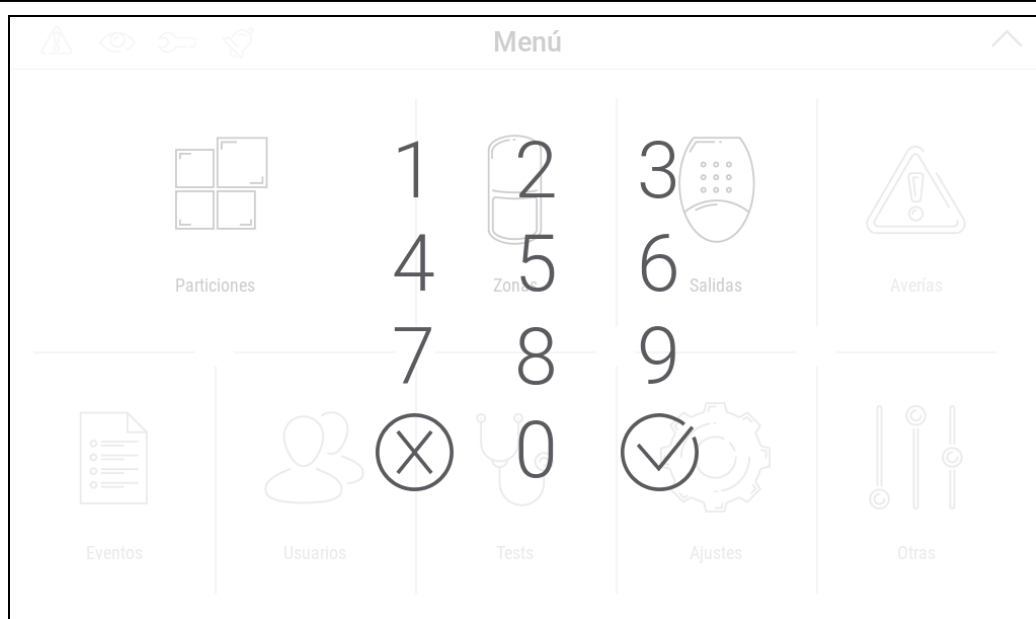 Menú
1 2 3
4 5 6
Particiones Zonas Salidas Averías
7 8 9
0
Eventos Usuarios Tests Ajustes Otras